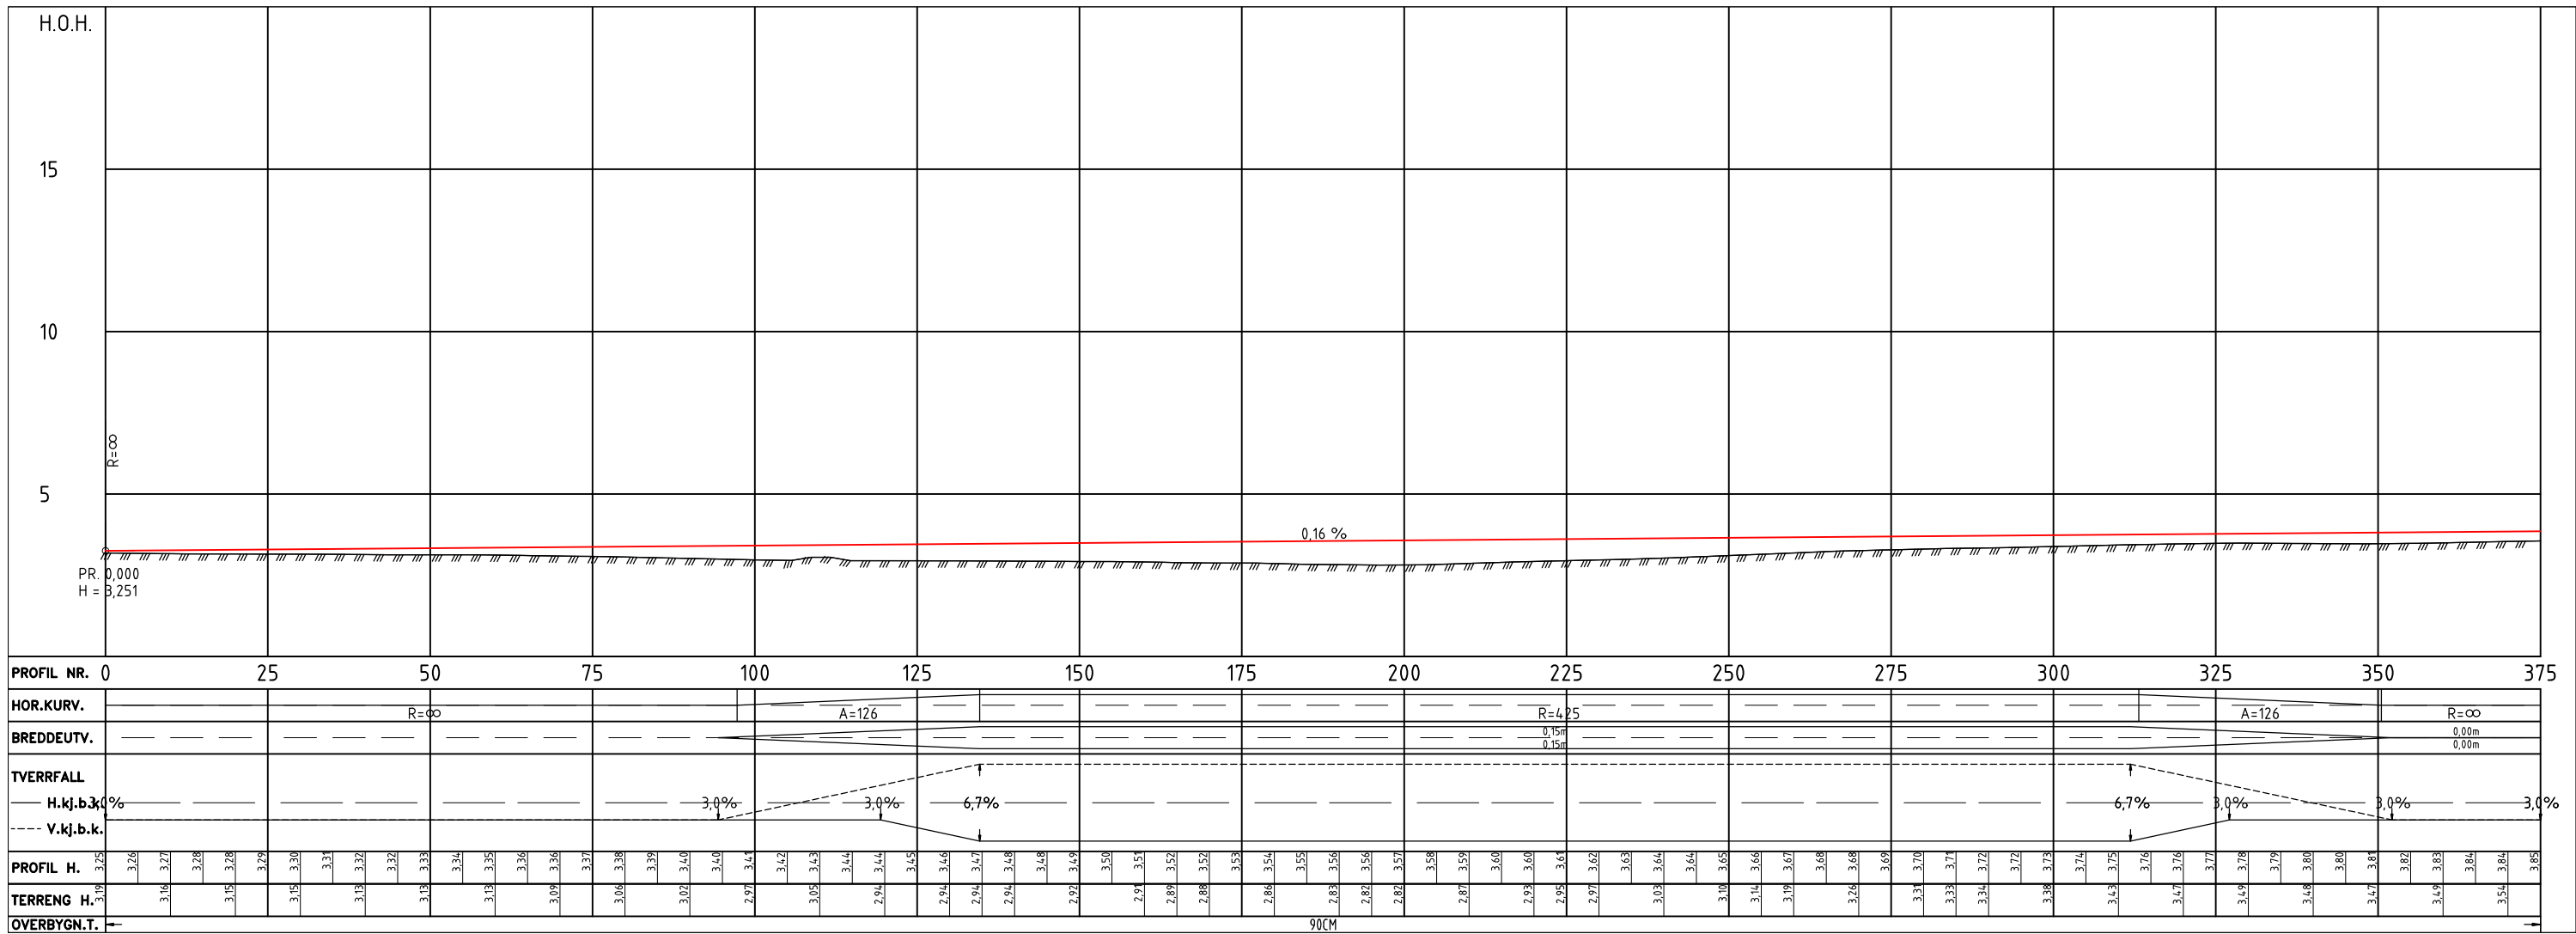 H.O.H.
15
10
5
R=∞
0,16 %
PR. 0,000
H = 3,251
PROFIL NR. 0 25 50 75 100 125 150 175 200 225 250 275 300 325 350 375
HOR.KURV. R=∞ A=126 R=425 A=126 R=∞
BREDDEUTV. 0,15m 0,00m
0,15m 0,00m
TVERRFALL
H.kj.b.k. 3,0% 3,0% 3,0% 6,7% 6,7% 3,0% 3,0% 3,0%
V.kj.b.k.
PROFIL H. 3,25 3,26 3,27 3,28 3,28 3,29 3,30 3,31 3,32 3,32 3,33 3,34 3,35 3,36 3,36 3,37 3,38 3,39 3,40 3,40 3,41 3,42 3,43 3,44 3,44 3,45 3,46 3,47 3,48 3,48 3,49 3,50 3,51 3,52 3,52 3,53 3,54 3,55 3,56 3,56 3,57 3,58 3,59 3,60 3,60 3,61 3,62 3,63 3,64 3,64 3,65 3,66 3,67 3,68 3,68 3,69 3,70 3,71 3,72 3,72 3,73 3,74 3,75 3,76 3,76 3,77 3,78 3,79 3,80 3,80 3,81 3,82 3,83 3,84 3,84 3,85
TERRENG H. 3,19 3,16 3,15 3,15 3,13 3,13 3,13 3,09 3,06 3,02 2,97 3,05 2,94 2,94 2,94 2,94 2,92 2,91 2,89 2,88 2,86 2,83 2,82 2,82 2,87 2,93 2,95 2,97 3,03 3,10 3,14 3,19 3,26 3,31 3,33 3,34 3,38 3,43 3,47 3,49 3,48 3,47 3,49 3,54
OVERBYGN.T. 90CM